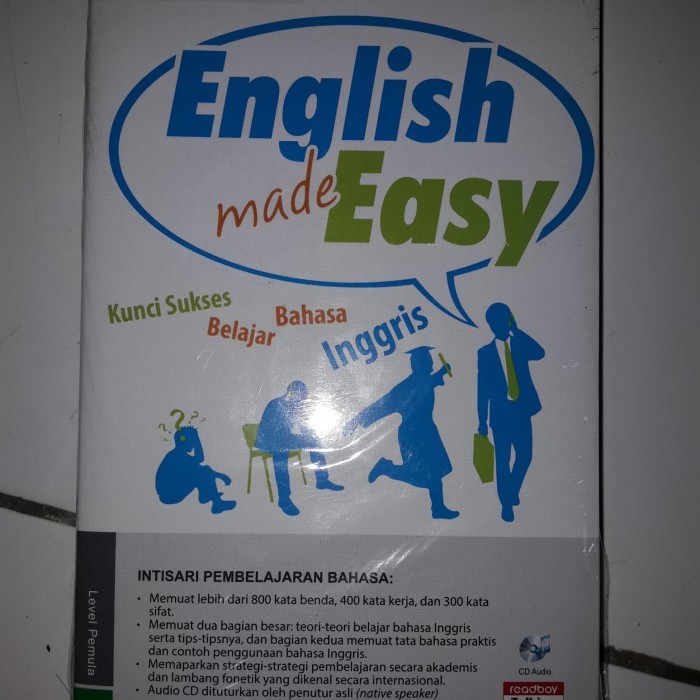 English
made Easy
Kunci Sukses
Belajar Bahasa
Inggris
INTISARI PEMBELAJARAN BAHASA:
• Memuat lebih dari 800 kata benda, 400 kata kerja, dan 300 kata
sifat.
• Memuat dua bagian besar: teori-teori belajar bahasa Inggris
serta tips-tipsnya, dan bagian kedua memuat tata bahasa praktis
dan contoh penggunaan bahasa Inggris.
• Memaparkan strategi-strategi pembelajaran secara akademis
dan lambang fonetik yang dikenal secara internasional.
• Audio CD dituturkan oleh penutur asli (native speaker)
Level Pemula
CD Audio
readboy